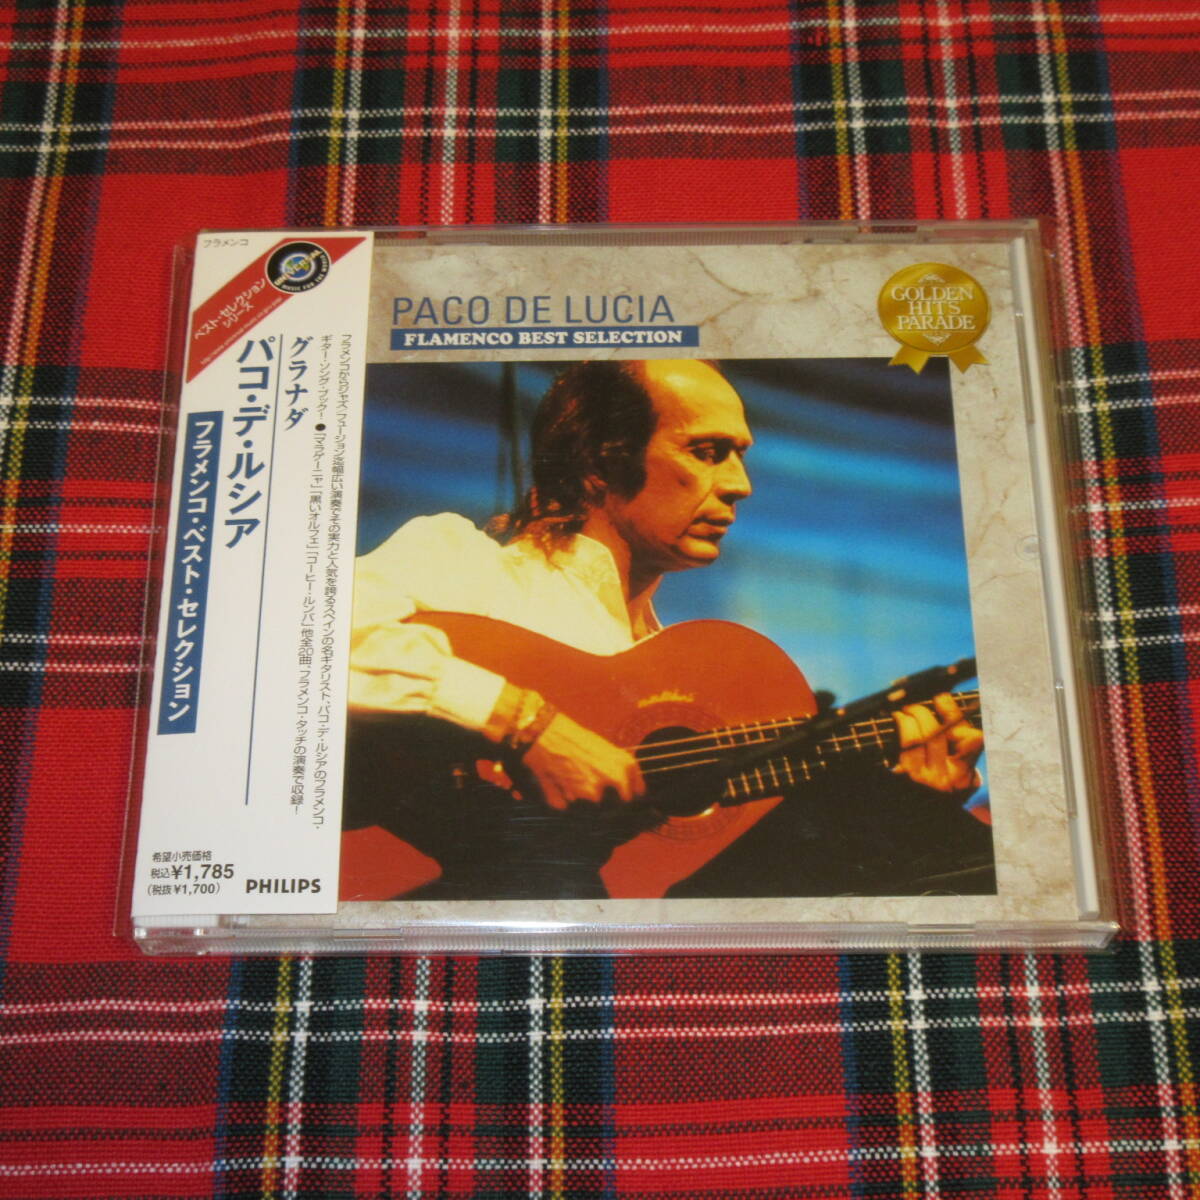 フラメンコ
ベスト・セレクション
シリーズ
パコ・デ・ルシア
フラメンコ・ベスト・セレクション
グラナダ
フラメンコからジャズ/フュージョン迄幅広い演奏でその実力と人気を誇るスペインの名ギタリスト、パコ・デ・ルシアのフラメンコ・
ギター・ソング・ブック!●「マラゲーニャ」「黒いオルフェ」「コーヒー・ルンバ」他全20曲、フラメンコ・タッチの演奏で収録!
希望小売価格
税込¥1,785
(税抜¥1,700)
PHILIPS
PACO DE LUCIA
FLAMENCO BEST SELECTION
GOLDEN
HITS
PARADE